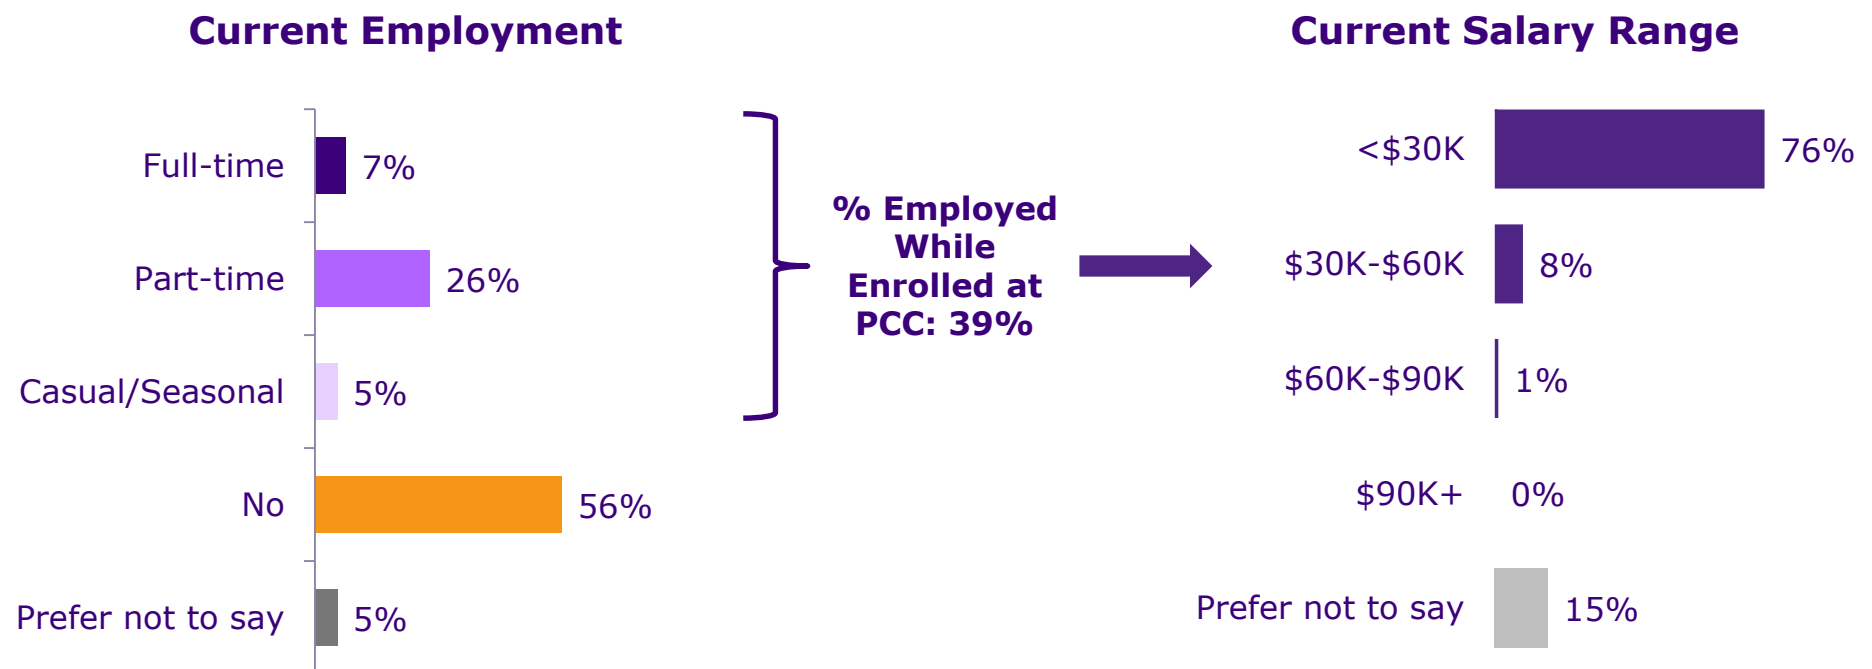 Current Employment
Full-time 7%
Part-time 26%
Casual/Seasonal 5%
No 56%
Prefer not to say 5%
% Employed
While
Enrolled at
PCC: 39%
Current Salary Range
<$30K 76%
$30K-$60K 8%
$60K-$90K 1%
$90K+ 0%
Prefer not to say 15%